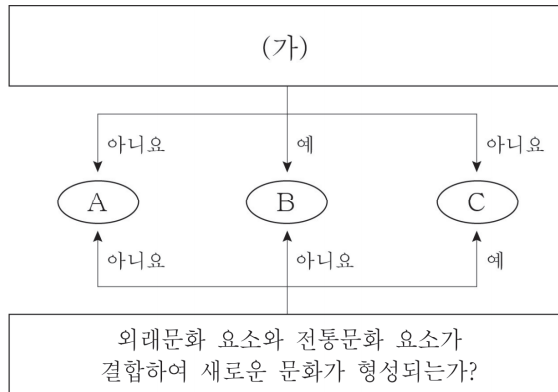 (가)
아니요 예 아니요
A B C
아니요 아니요 예
외래문화 요소와 전통문화 요소가
결합하여 새로운 문화가 형성되는가?